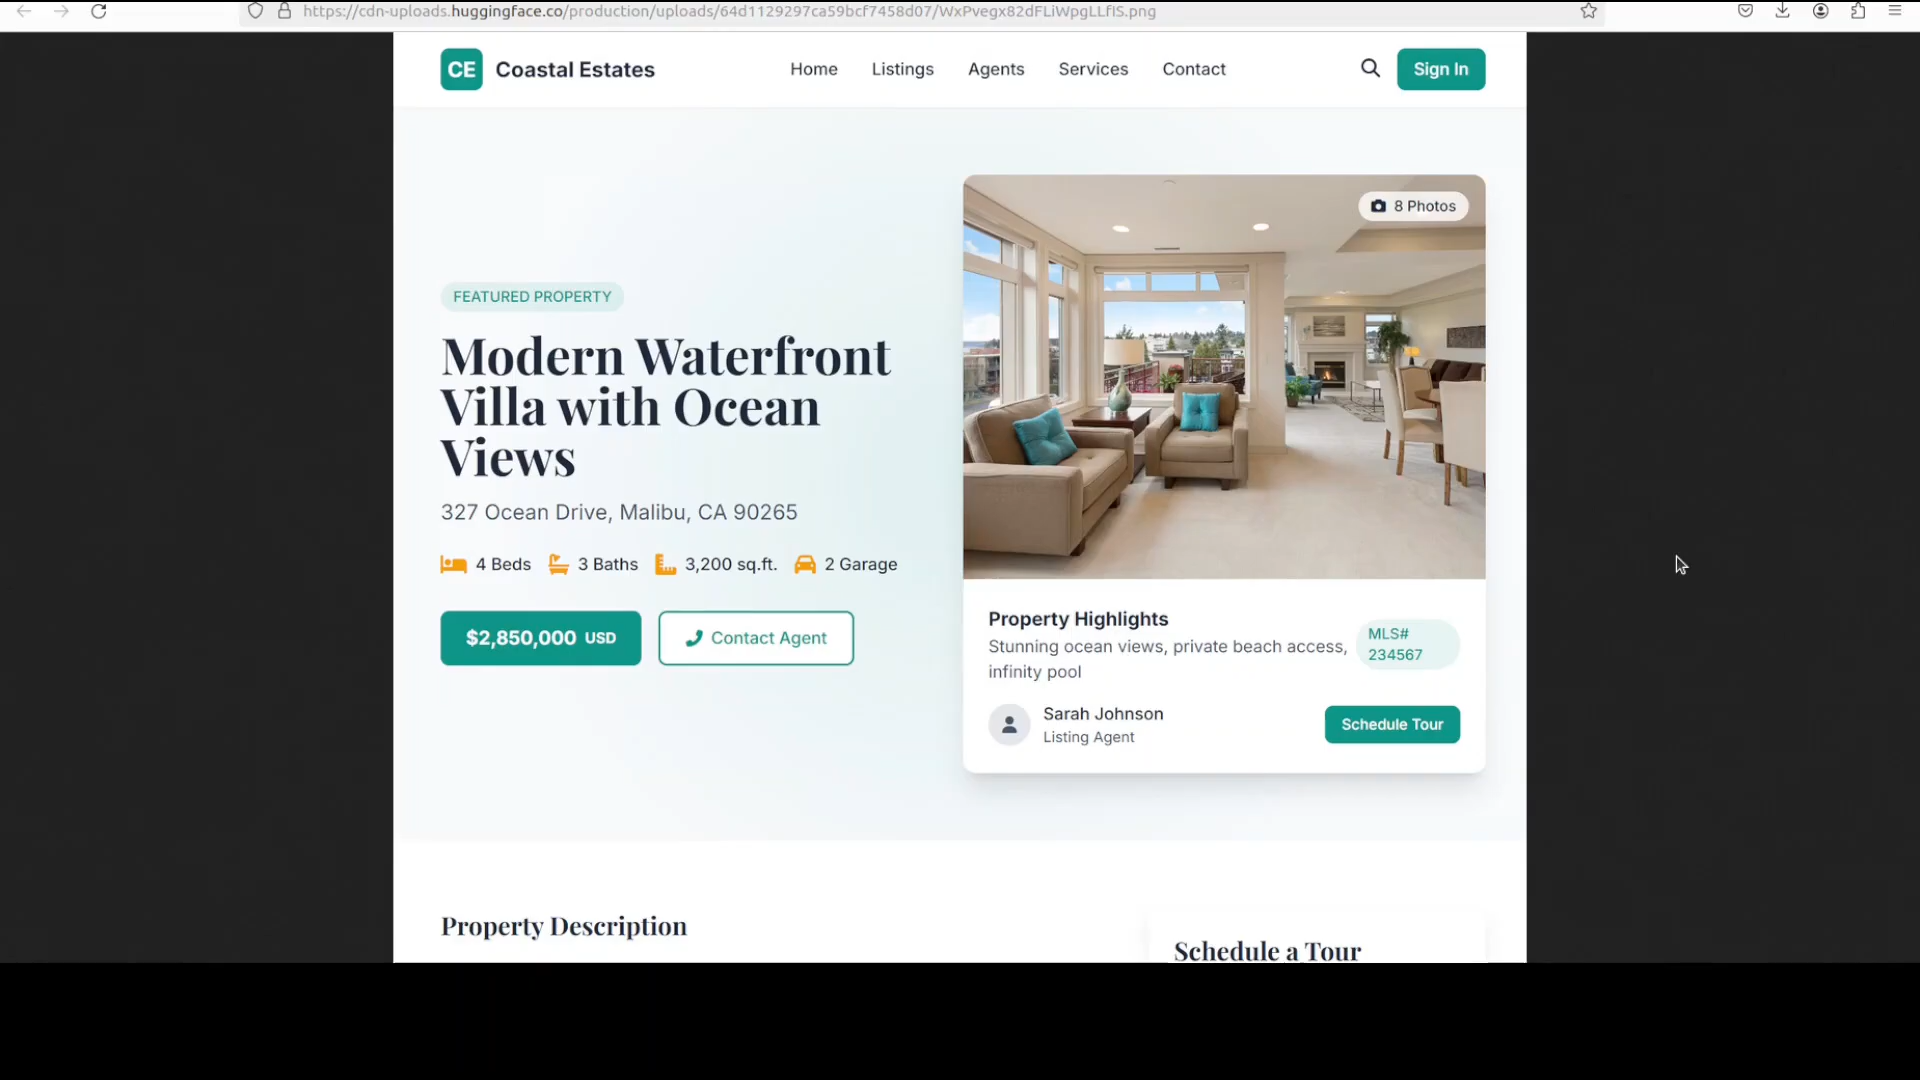 https://cdn-uploads.huggingface.co/production/uploads/64d1129297ca59bcf7458d07/WxPvegx82dFLiWpgLLfIS.png
CE Coastal Estates
Home Listings Agents Services Contact
Sign In
8 Photos
FEATURED PROPERTY
Modern Waterfront
Villa with Ocean
Views
327 Ocean Drive, Malibu, CA 90265
4 Beds 3 Baths 3,200 sq.ft. 2 Garage
$2,850,000 USD
Contact Agent
Property Highlights
Stunning ocean views, private beach access,
infinity pool
MLS#
234567
Sarah Johnson
Listing Agent
Schedule Tour
Property Description
Schedule a Tour